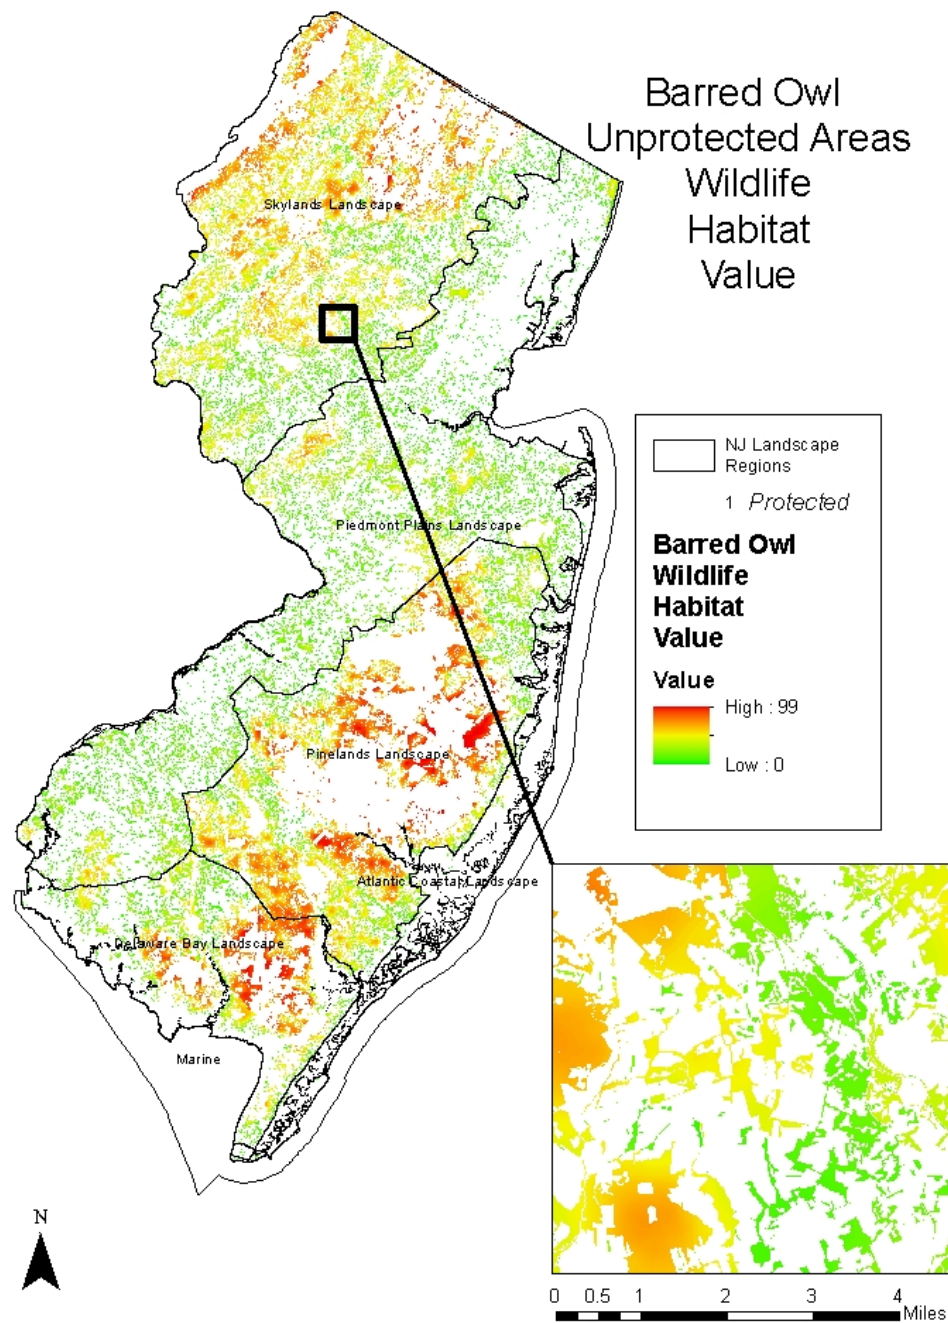 Barred Owl
Unprotected Areas
Wildlife
Habitat
Value
Skylands Landscape
Piedmont Plains Landscape
Pinelands Landscape
Atlantic Coastal Landscape
Delaware Bay Landscape
Marine
NJ Landscape
Regions
1 Protected
Barred Owl
Wildlife
Habitat
Value
Value
High : 99
Low : 0
N
0 0.5 1 2 3 4
Miles